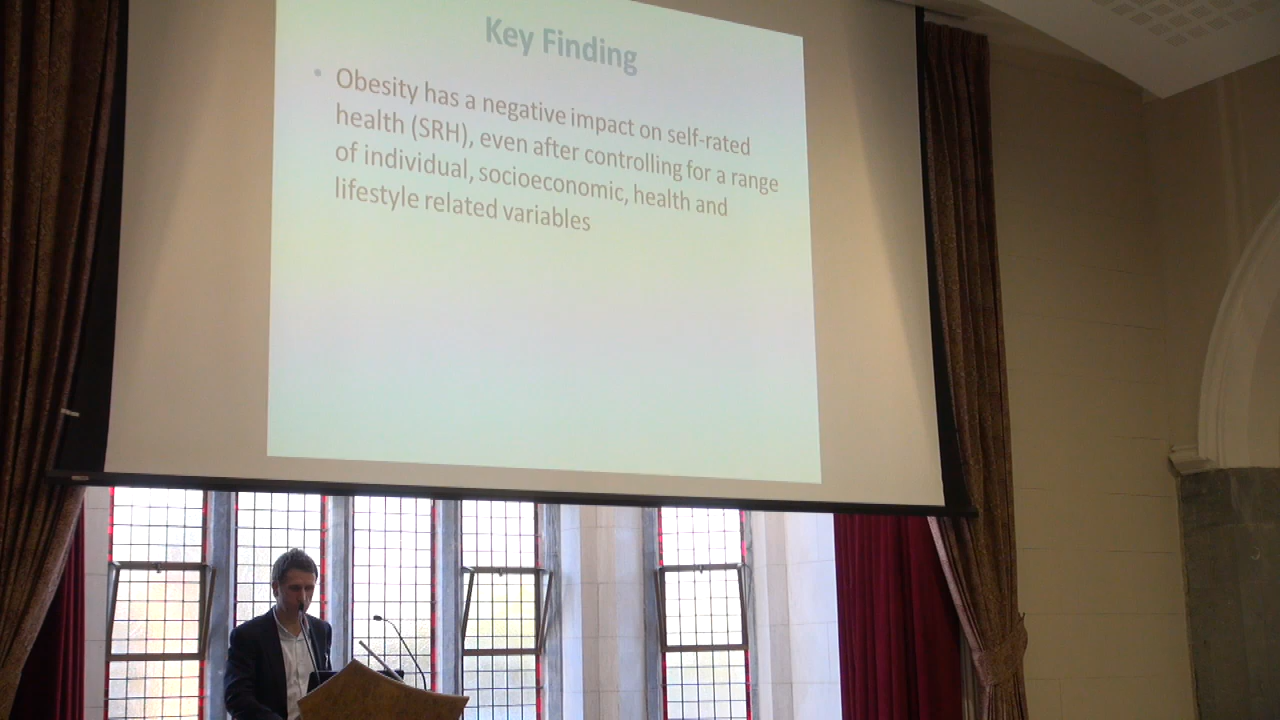 Key Finding
• Obesity has a negative impact on self-rated
health (SRH), even after controlling for a range
of individual, socioeconomic, health and
lifestyle related variables